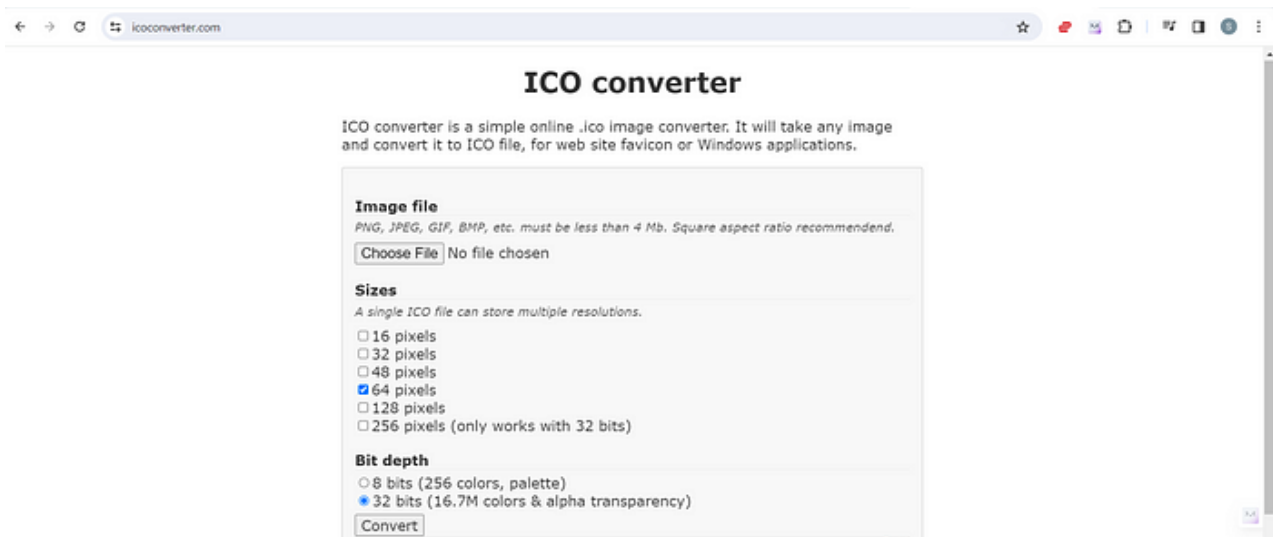 icoconverter.com
S
ICO converter
ICO converter is a simple online .ico image converter. It will take any image
and convert it to ICO file, for web site favicon or Windows applications.
Image file
PNG, JPEG, GIF, BMP, etc. must be less than 4 Mb. Square aspect ratio recommendend.
Choose File No file chosen
Sizes
A single ICO file can store multiple resolutions.
16 pixels
32 pixels
48 pixels
64 pixels
128 pixels
256 pixels (only works with 32 bits)
Bit depth
8 bits (256 colors, palette)
32 bits (16.7M colors & alpha transparency)
Convert